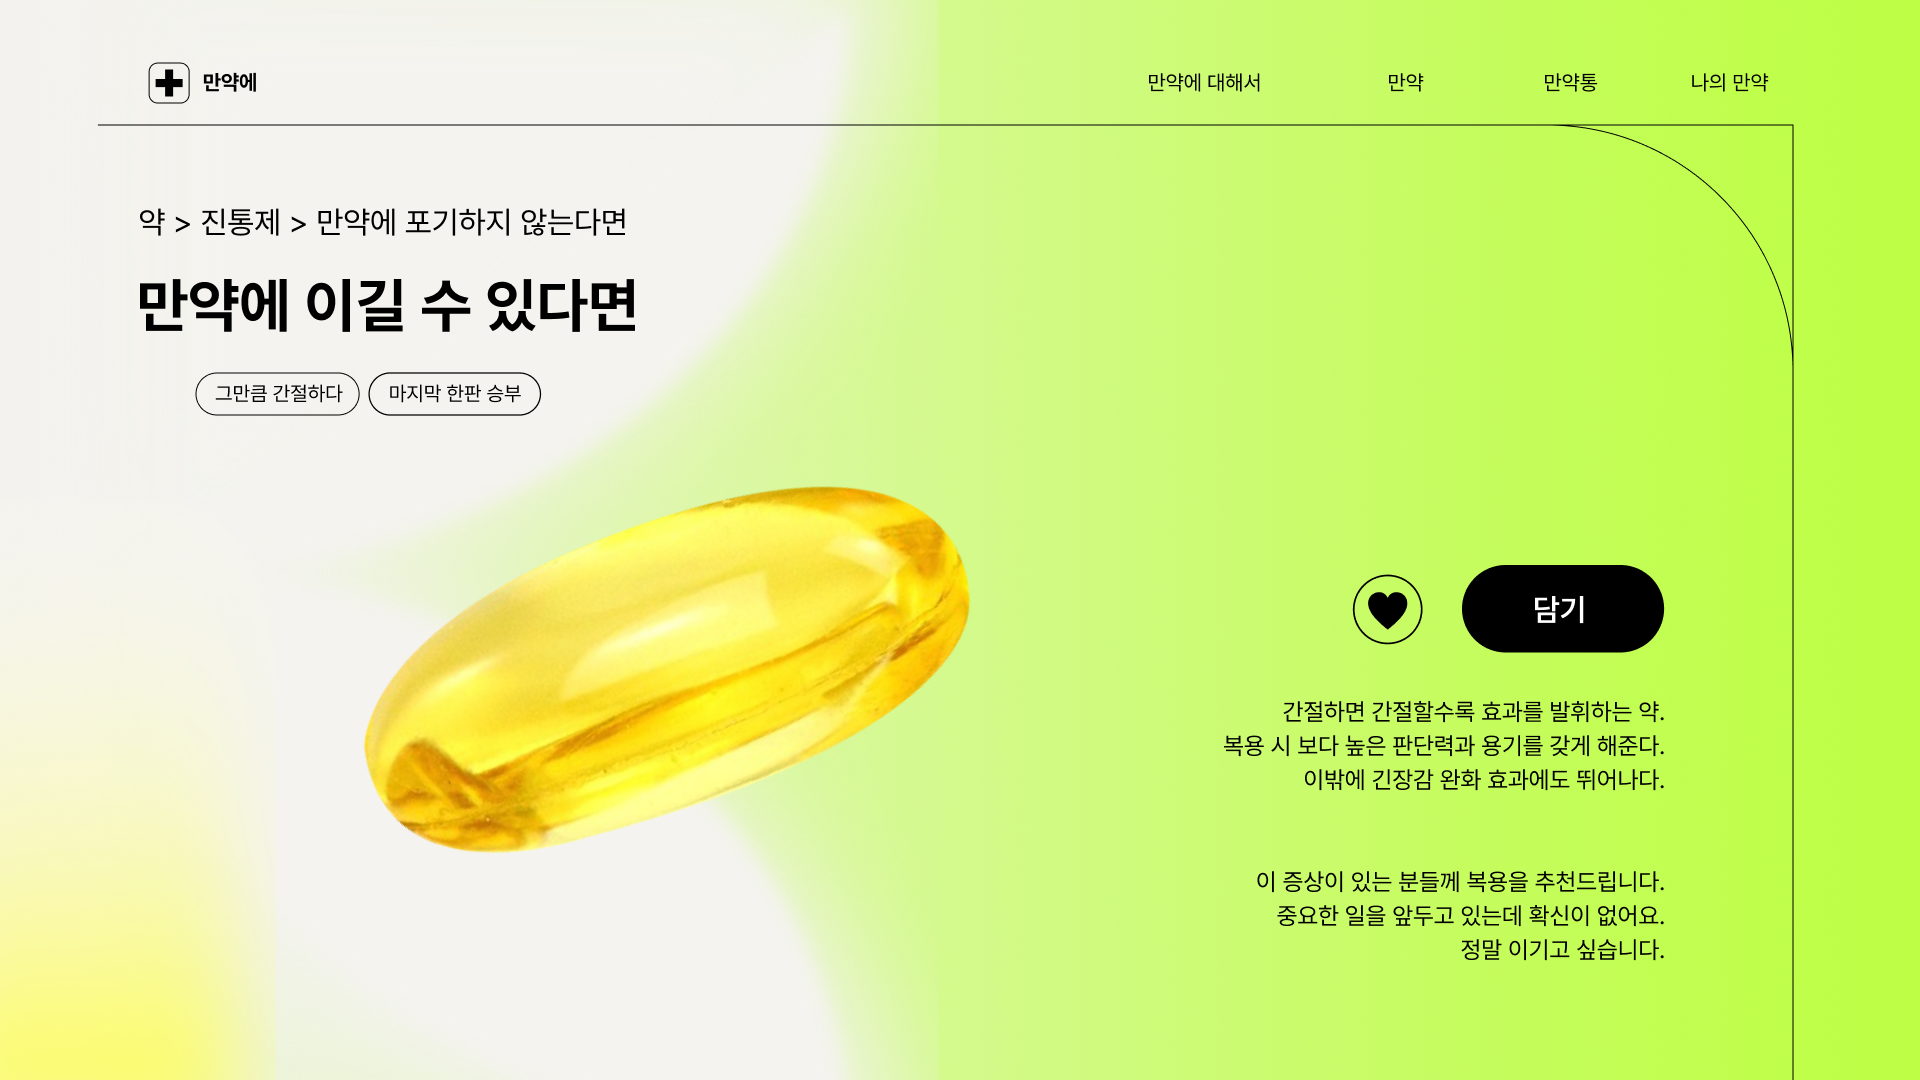 만약에
만약에 대해서
만약
만약통
나의 만약
약 > 진통제 > 만약에 포기하지 않는다면
만약에 이길 수 있다면
그만큼 간절하다
마지막 한판 승부
담기
간절하면 간절할수록 효과를 발휘하는 약.
복용 시 보다 높은 판단력과 용기를 갖게 해준다.
이밖에 긴장감 완화 효과에도 뛰어나다.
이 증상이 있는 분들께 복용을 추천드립니다.
중요한 일을 앞두고 있는데 확신이 없어요.
정말 이기고 싶습니다.